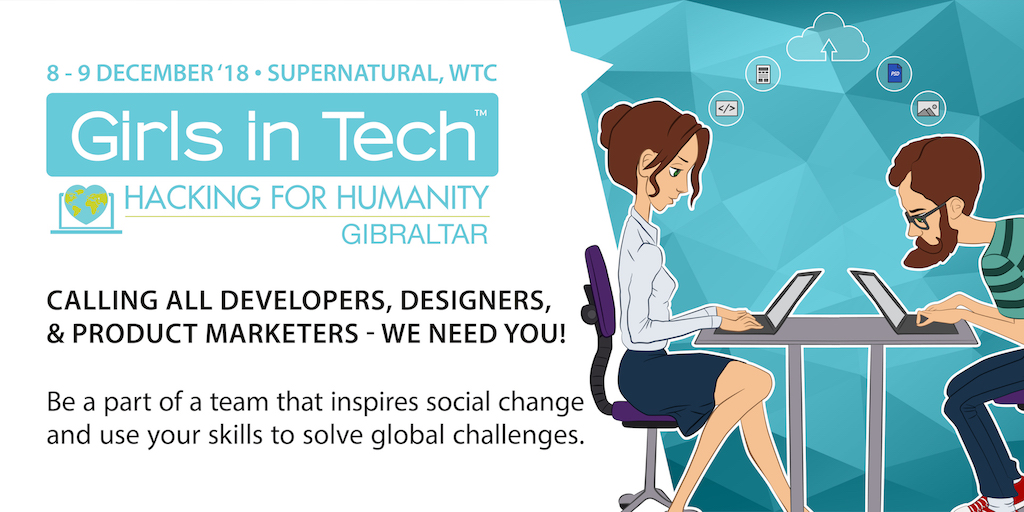 8 - 9 DECEMBER ‘18 • SUPERNATURAL, WTC
Girls in Tech™
HACKING FOR HUMANITY
GIBRALTAR
CALLING ALL DEVELOPERS, DESIGNERS,
& PRODUCT MARKETERS - WE NEED YOU!
Be a part of a team that inspires social change
and use your skills to solve global challenges.
</>
PSD